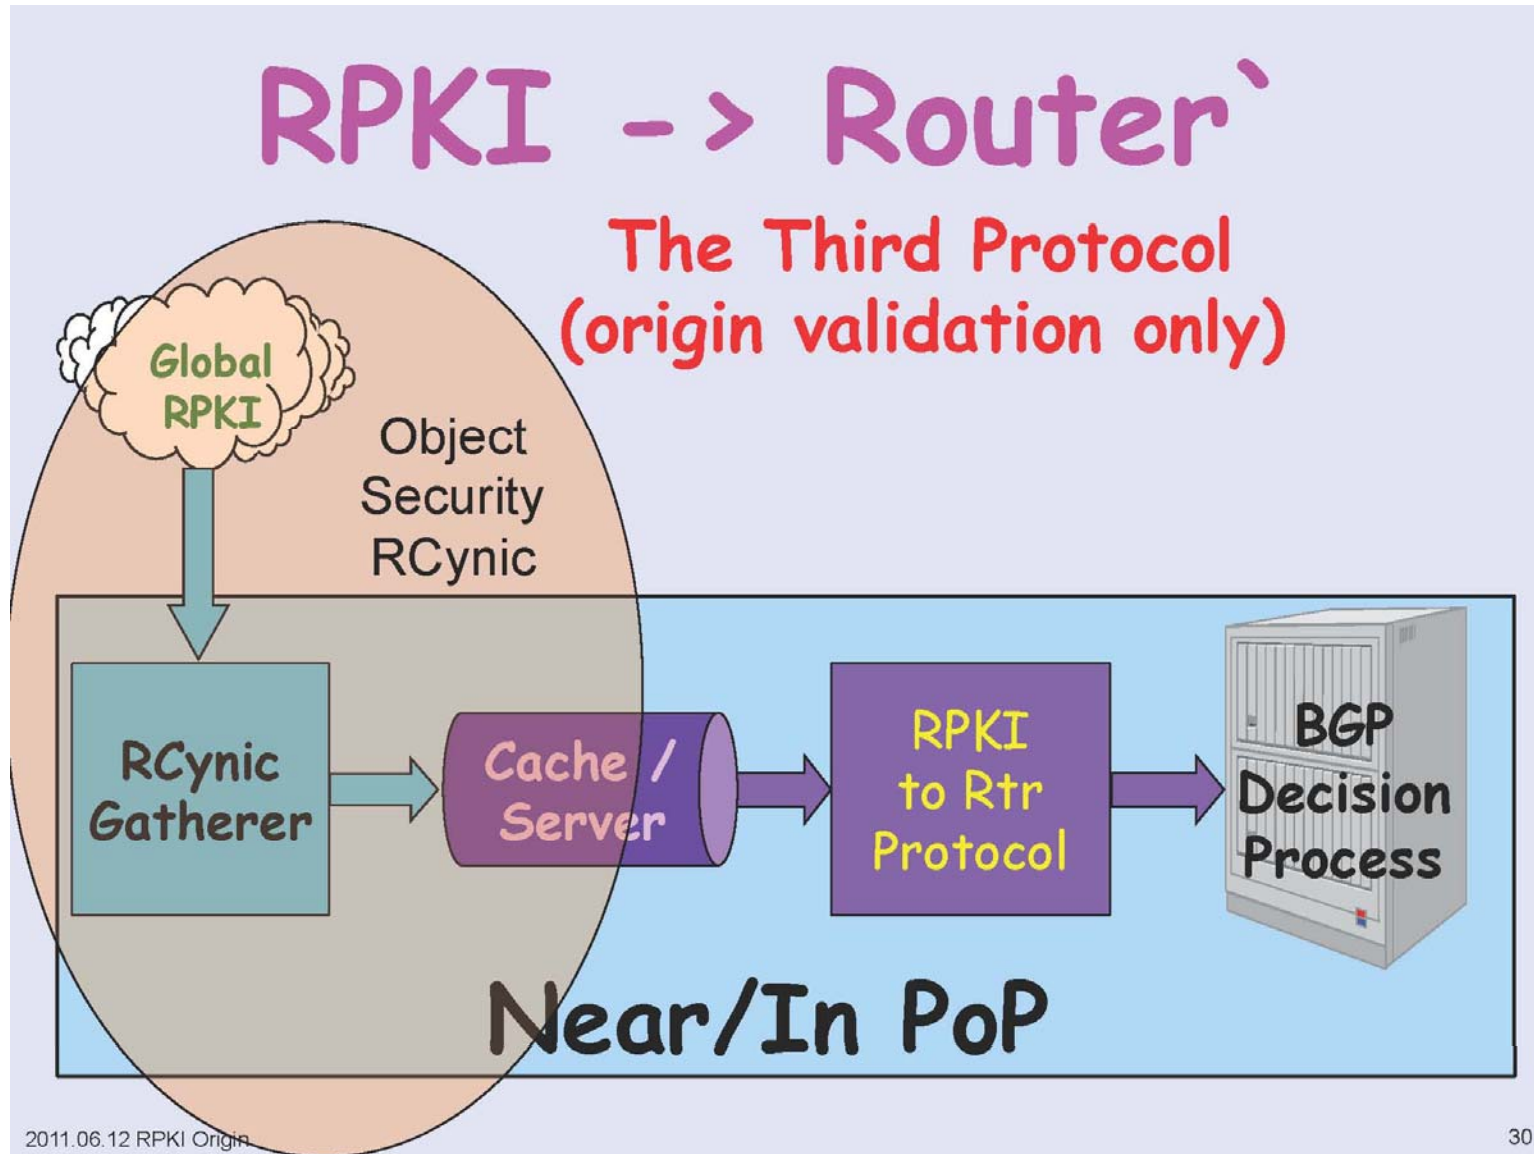 RPKI -> Router`
The Third Protocol
(origin validation only)
Global
RPKI
Object
Security
RCynic
RCynic
Gatherer
Cache /
Server
RPKI
to Rtr
Protocol
BGP
Decision
Process
Near/In PoP
2011.06.12 RPKI Origin
30